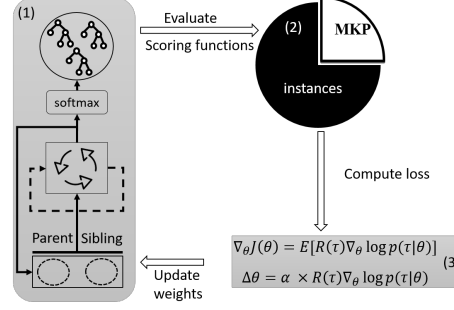 (1)
softmax
Parent Sibling
Evaluate
Scoring functions
(2)
MKP
instances
Compute loss
∇θJ(θ) = E[R(τ)∇θ log p(τ|θ)]
Δθ = α × R(τ)∇θ log p(τ|θ)
(3
Update
weights